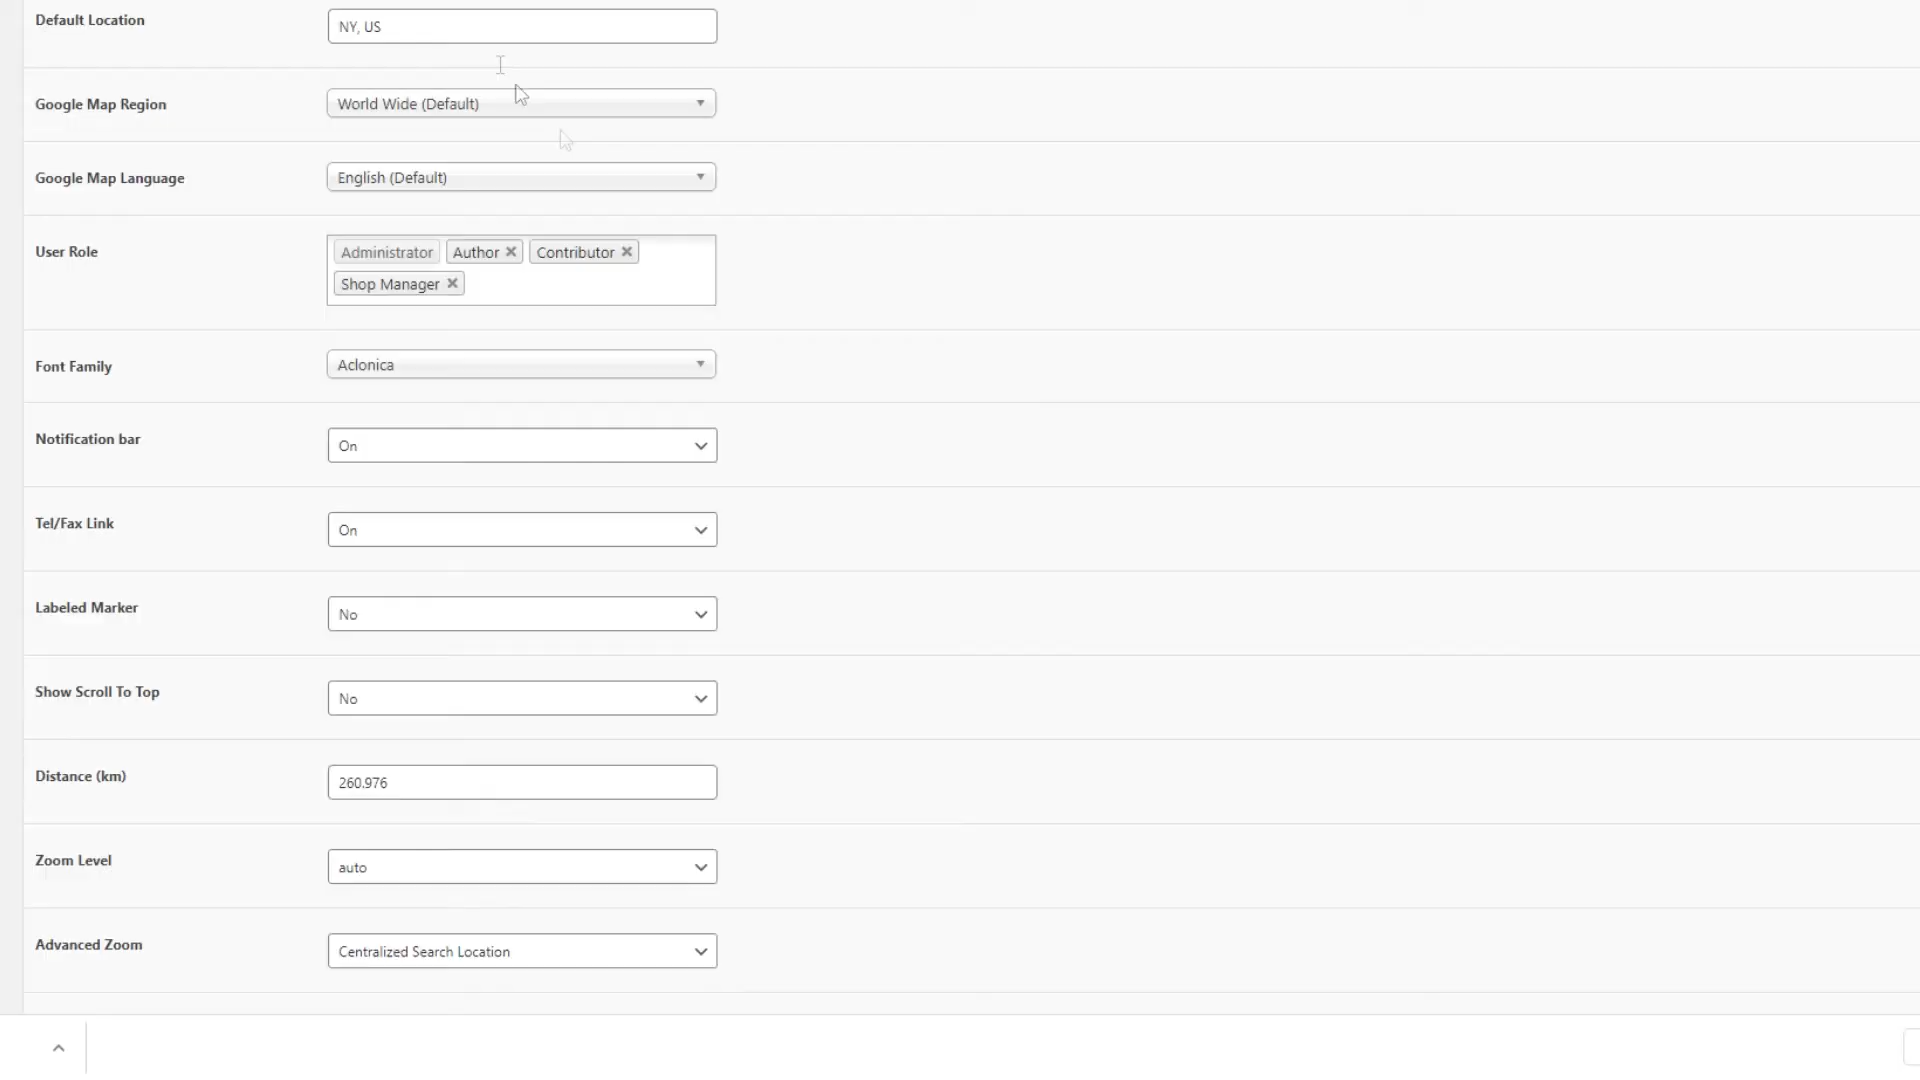 Default Location
NY, US
Google Map Region
World Wide (Default)
Google Map Language
English (Default)
User Role
Administrator Author Contributor
Shop Manager
Font Family
Aclonica
Notification bar
On
Tel/Fax Link
On
Labeled Marker
No
Show Scroll To Top
No
Distance (km)
260.976
Zoom Level
auto
Advanced Zoom
Centralized Search Location